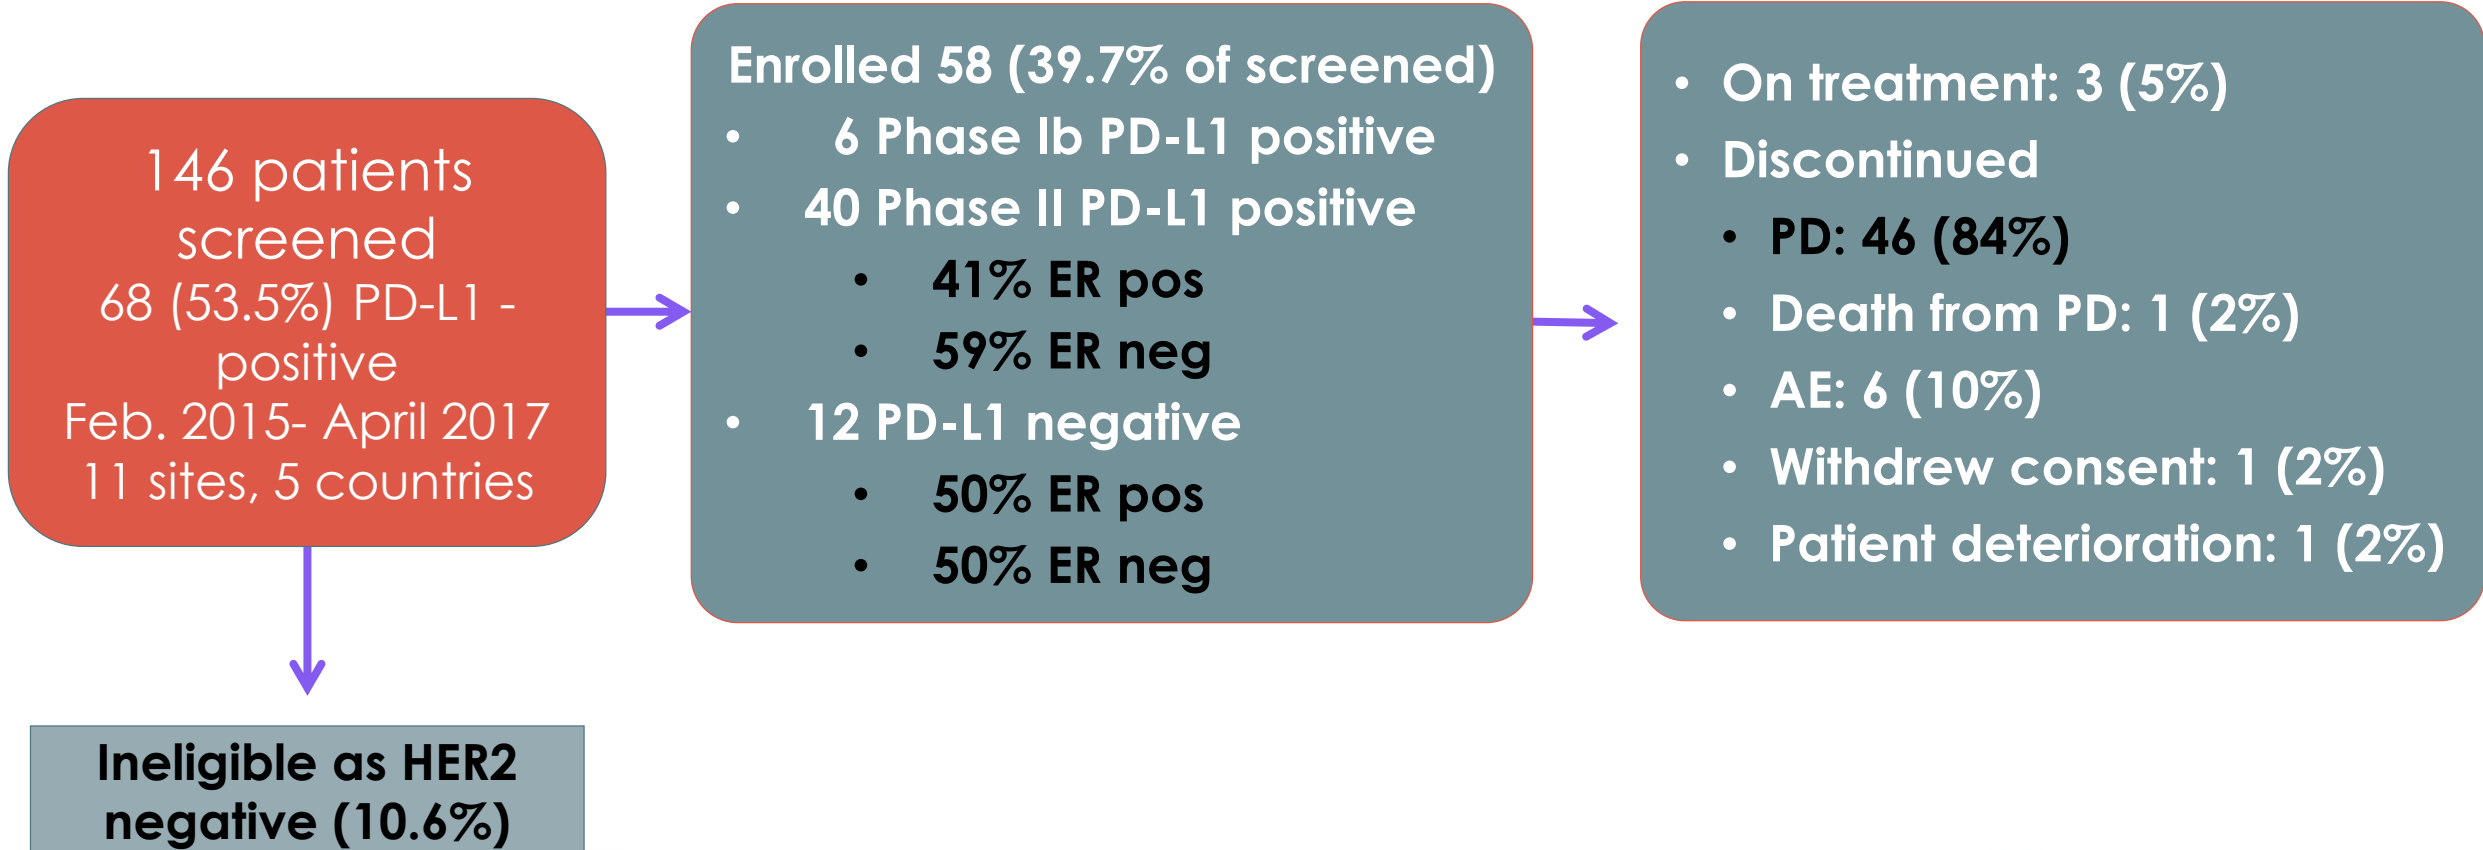 146 patients
screened
68 (53.5%) PD-L1 -
positive
Feb. 2015- April 2017
11 sites, 5 countries
Ineligible as HER2
negative (10.6%)
Enrolled 58 (39.7% of screened)
• 6 Phase Ib PD-L1 positive
• 40 Phase II PD-L1 positive
• 41% ER pos
• 59% ER neg
• 12 PD-L1 negative
• 50% ER pos
• 50% ER neg
• On treatment: 3 (5%)
• Discontinued
• PD: 46 (84%)
• Death from PD: 1 (2%)
• AE: 6 (10%)
• Withdrew consent: 1 (2%)
• Patient deterioration: 1 (2%)